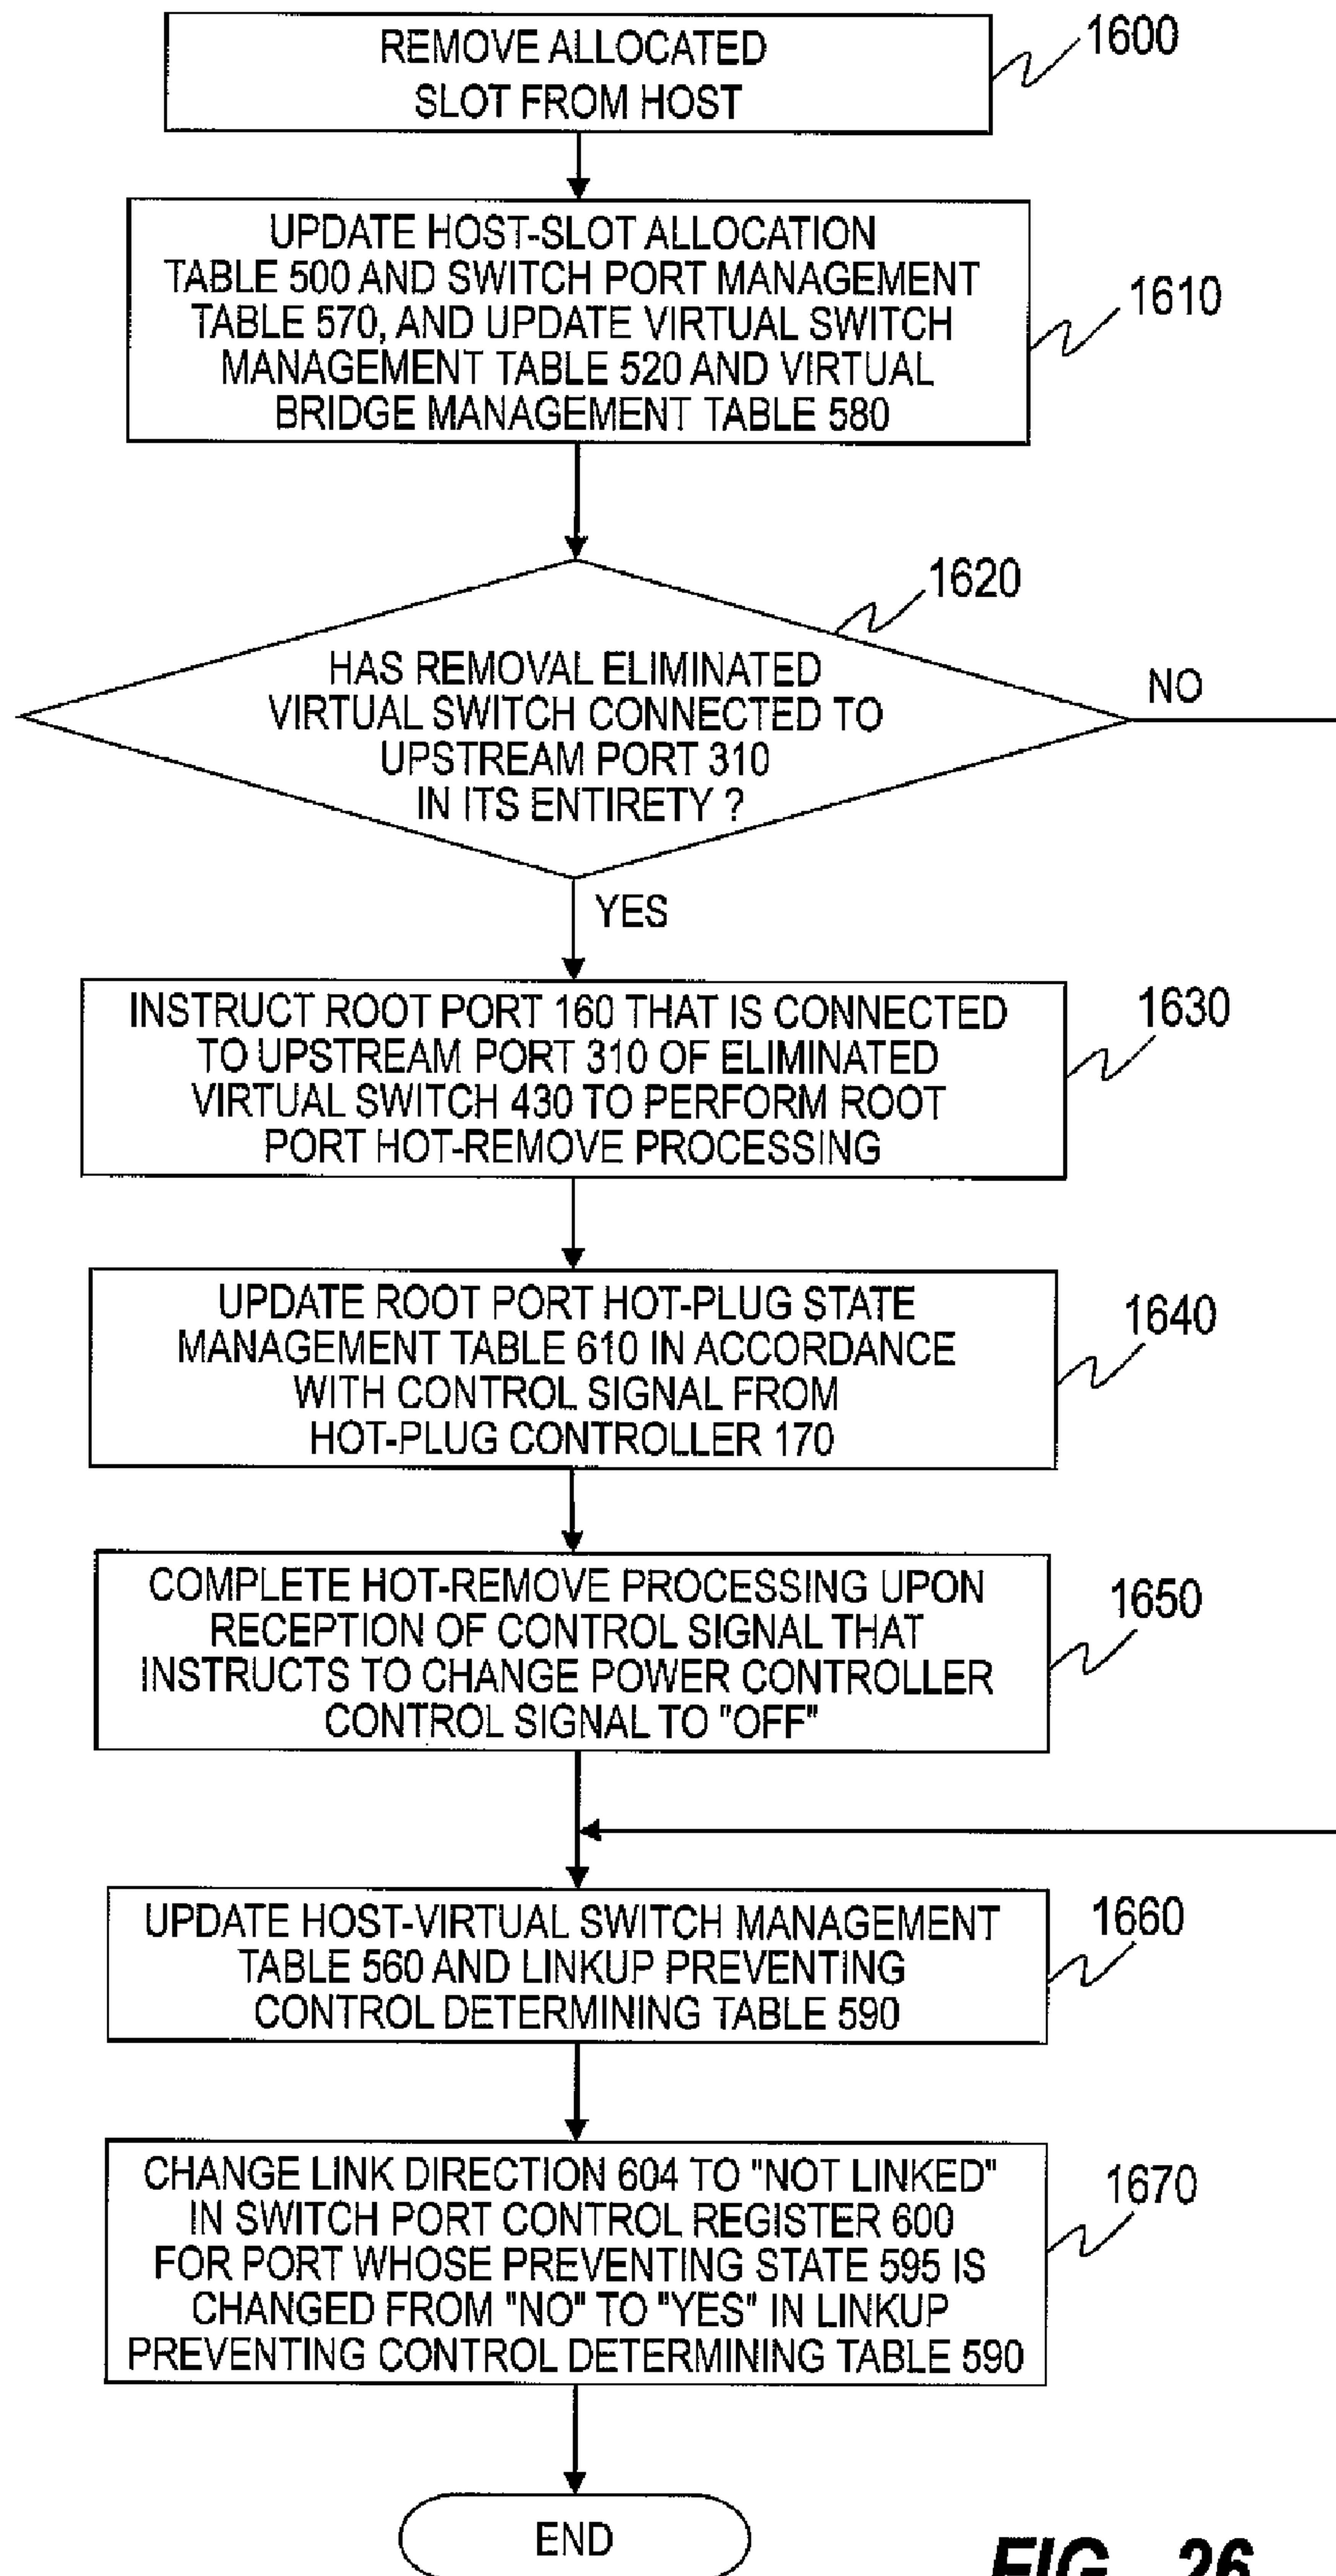 REMOVE ALLOCATED
SLOT FROM HOST
1600
UPDATE HOST-SLOT ALLOCATION
TABLE 500 AND SWITCH PORT MANAGEMENT
TABLE 570, AND UPDATE VIRTUAL SWITCH
MANAGEMENT TABLE 520 AND VIRTUAL
BRIDGE MANAGEMENT TABLE 580
1610
1620
HAS REMOVAL ELIMINATED
VIRTUAL SWITCH CONNECTED TO
UPSTREAM PORT 310
IN ITS ENTIRETY ?
NO
YES
INSTRUCT ROOT PORT 160 THAT IS CONNECTED
TO UPSTREAM PORT 310 OF ELIMINATED
VIRTUAL SWITCH 430 TO PERFORM ROOT
PORT HOT-REMOVE PROCESSING
1630
UPDATE ROOT PORT HOT-PLUG STATE
MANAGEMENT TABLE 610 IN ACCORDANCE
WITH CONTROL SIGNAL FROM
HOT-PLUG CONTROLLER 170
1640
COMPLETE HOT-REMOVE PROCESSING UPON
RECEPTION OF CONTROL SIGNAL THAT
INSTRUCTS TO CHANGE POWER CONTROLLER
CONTROL SIGNAL TO "OFF"
1650
UPDATE HOST-VIRTUAL SWITCH MANAGEMENT
TABLE 560 AND LINKUP PREVENTING
CONTROL DETERMINING TABLE 590
1660
CHANGE LINK DIRECTION 604 TO "NOT LINKED"
IN SWITCH PORT CONTROL REGISTER 600
FOR PORT WHOSE PREVENTING STATE 595 IS
CHANGED FROM "NO" TO "YES" IN LINKUP
PREVENTING CONTROL DETERMINING TABLE 590
1670
END
FIG. 26